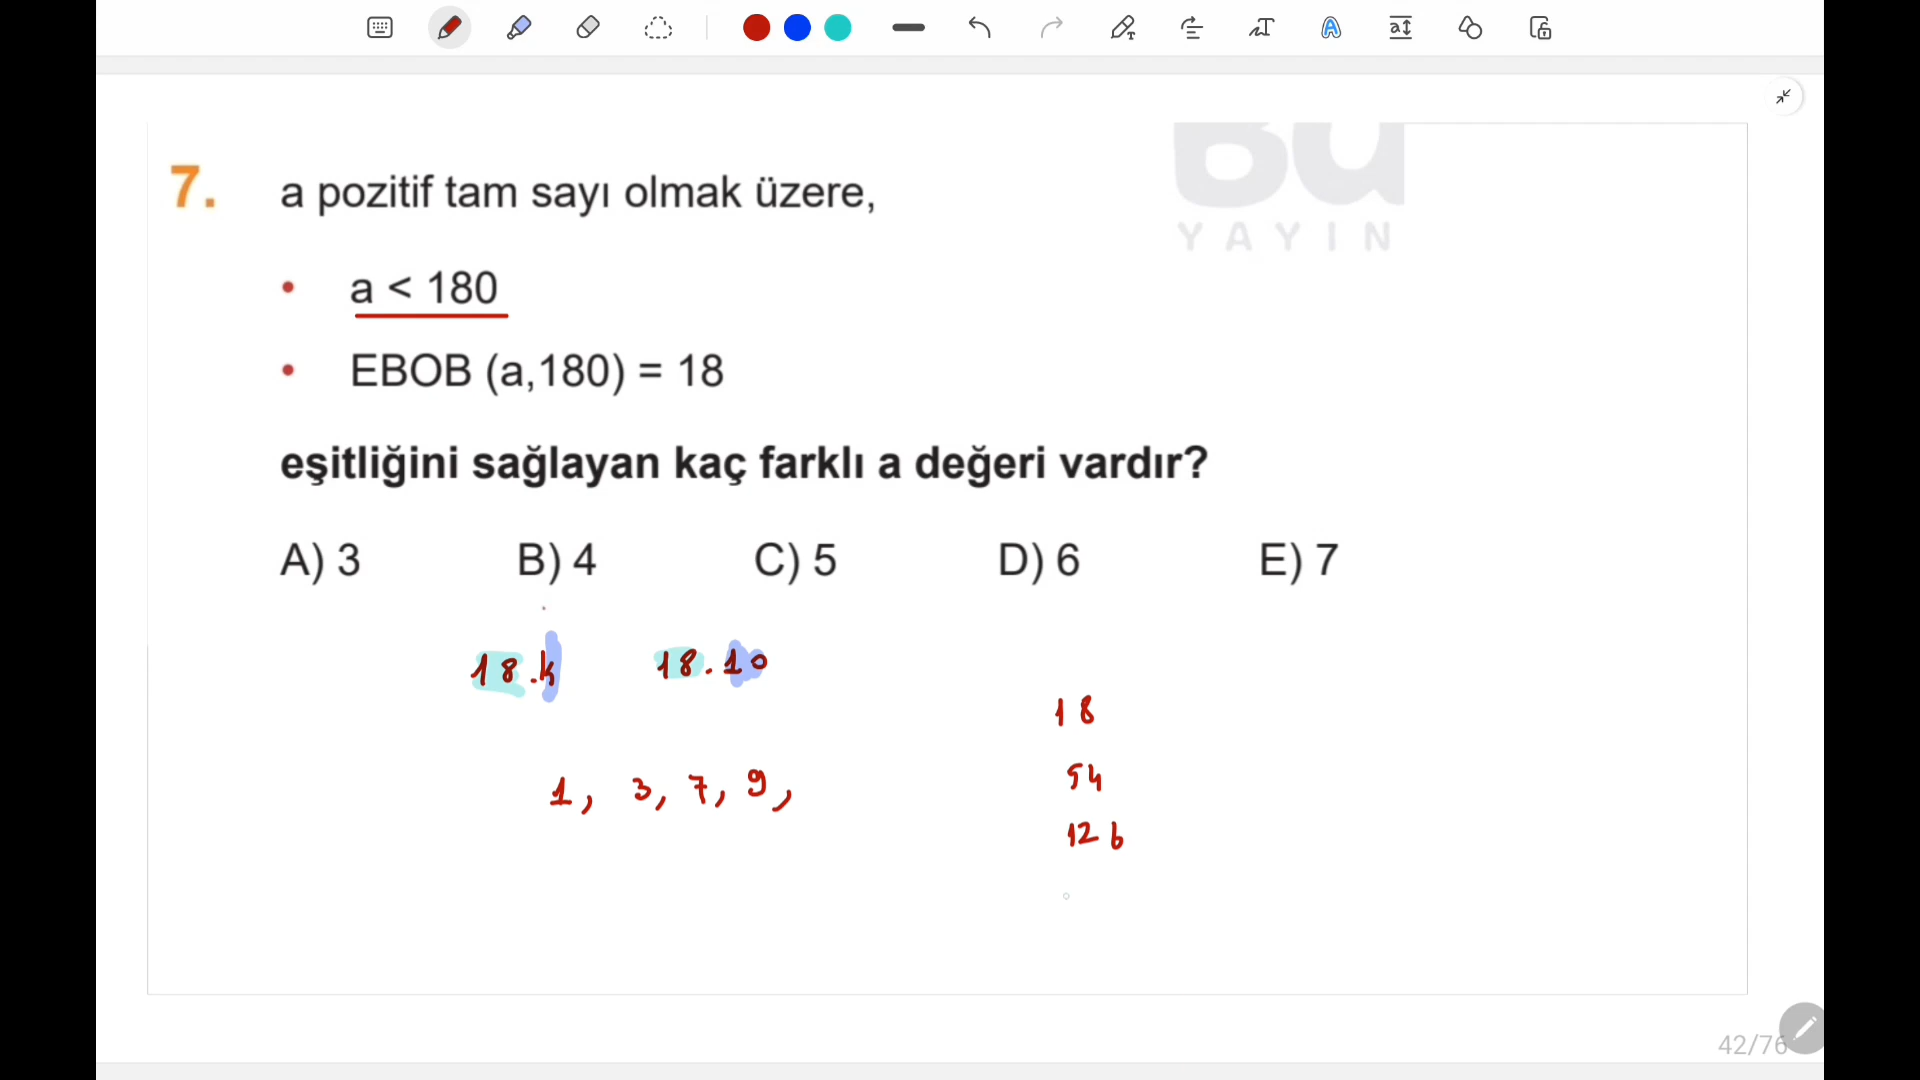 Ba
YAYIN
7. a pozitif tam sayı olmak üzere,
• a < 180
• EBOB (a,180) = 18
eşitliğini sağlayan kaç farklı a değeri vardır?
A) 3 B) 4 C) 5 D) 6 E) 7
18.k 18.10
18
54
1, 3, 7, 9,
126
42/76